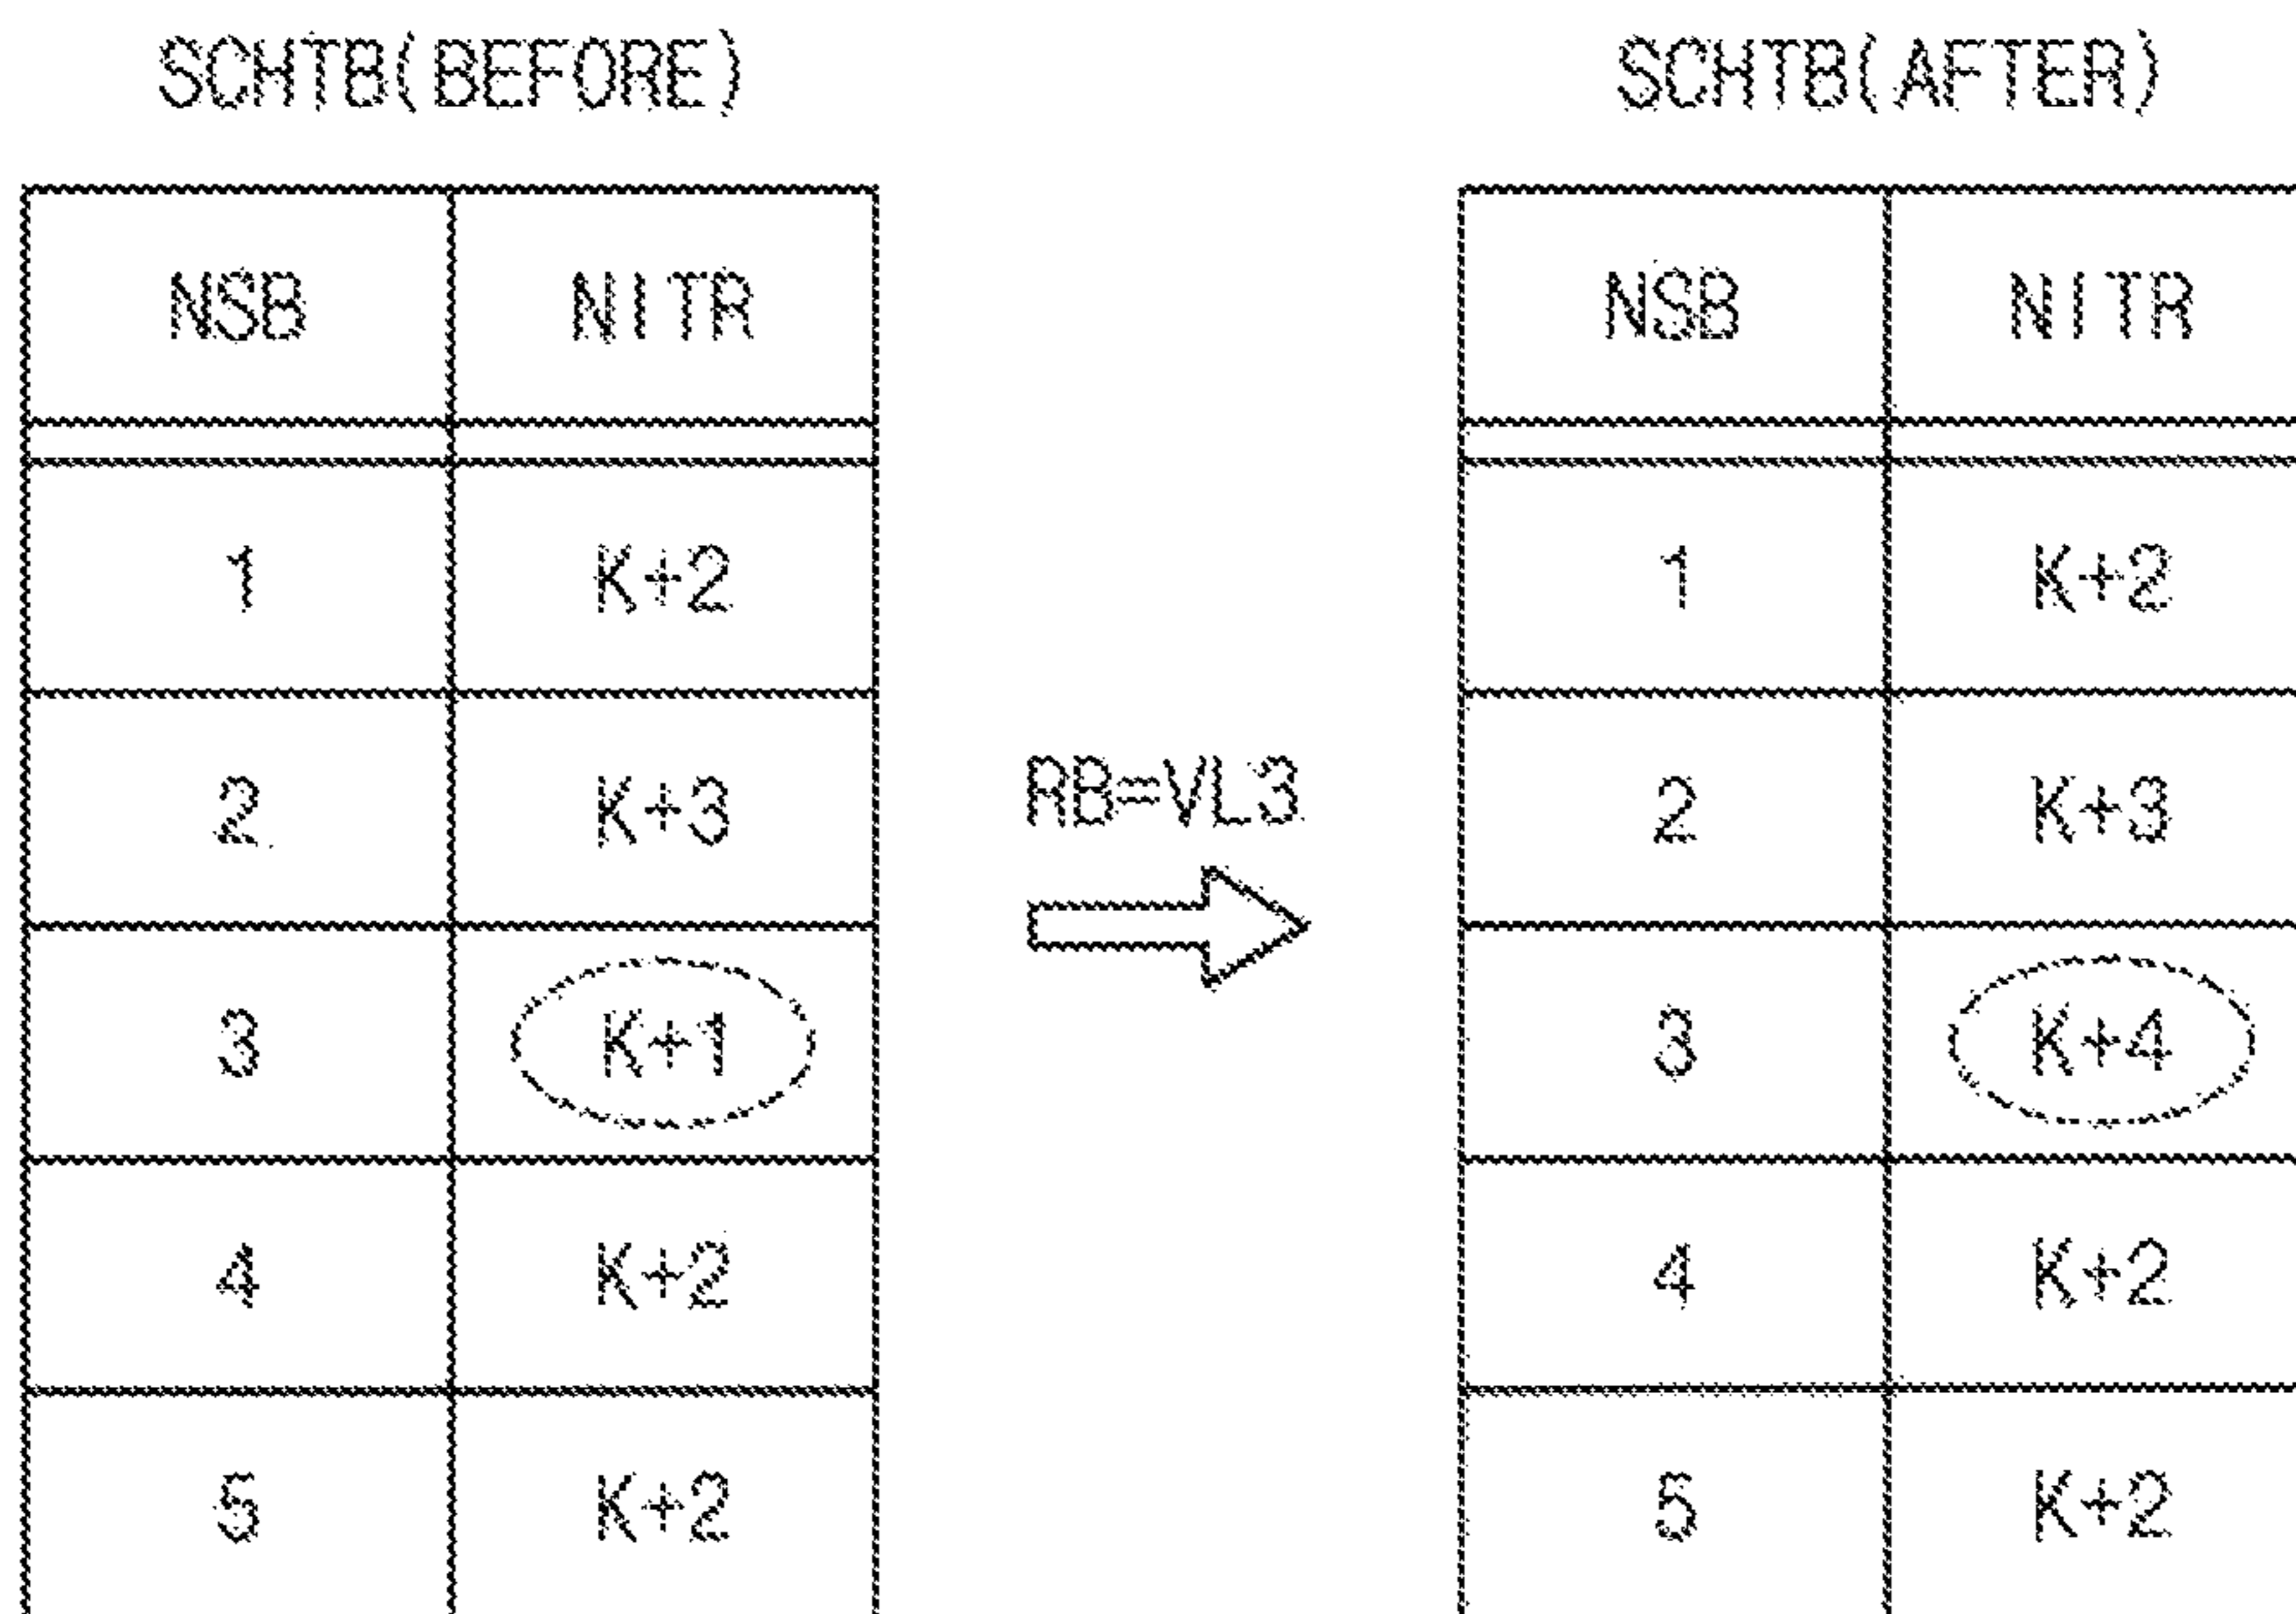 SCHTB(BEFORE) SCHTB(AFTER)
NSB NITR NSB NITR
1 K+2 1 K+2
2 K+3 RB=VL3 2 K+3
3 K+1 3 K+4
4 K+2 4 K+2
5 K+2 5 K+2